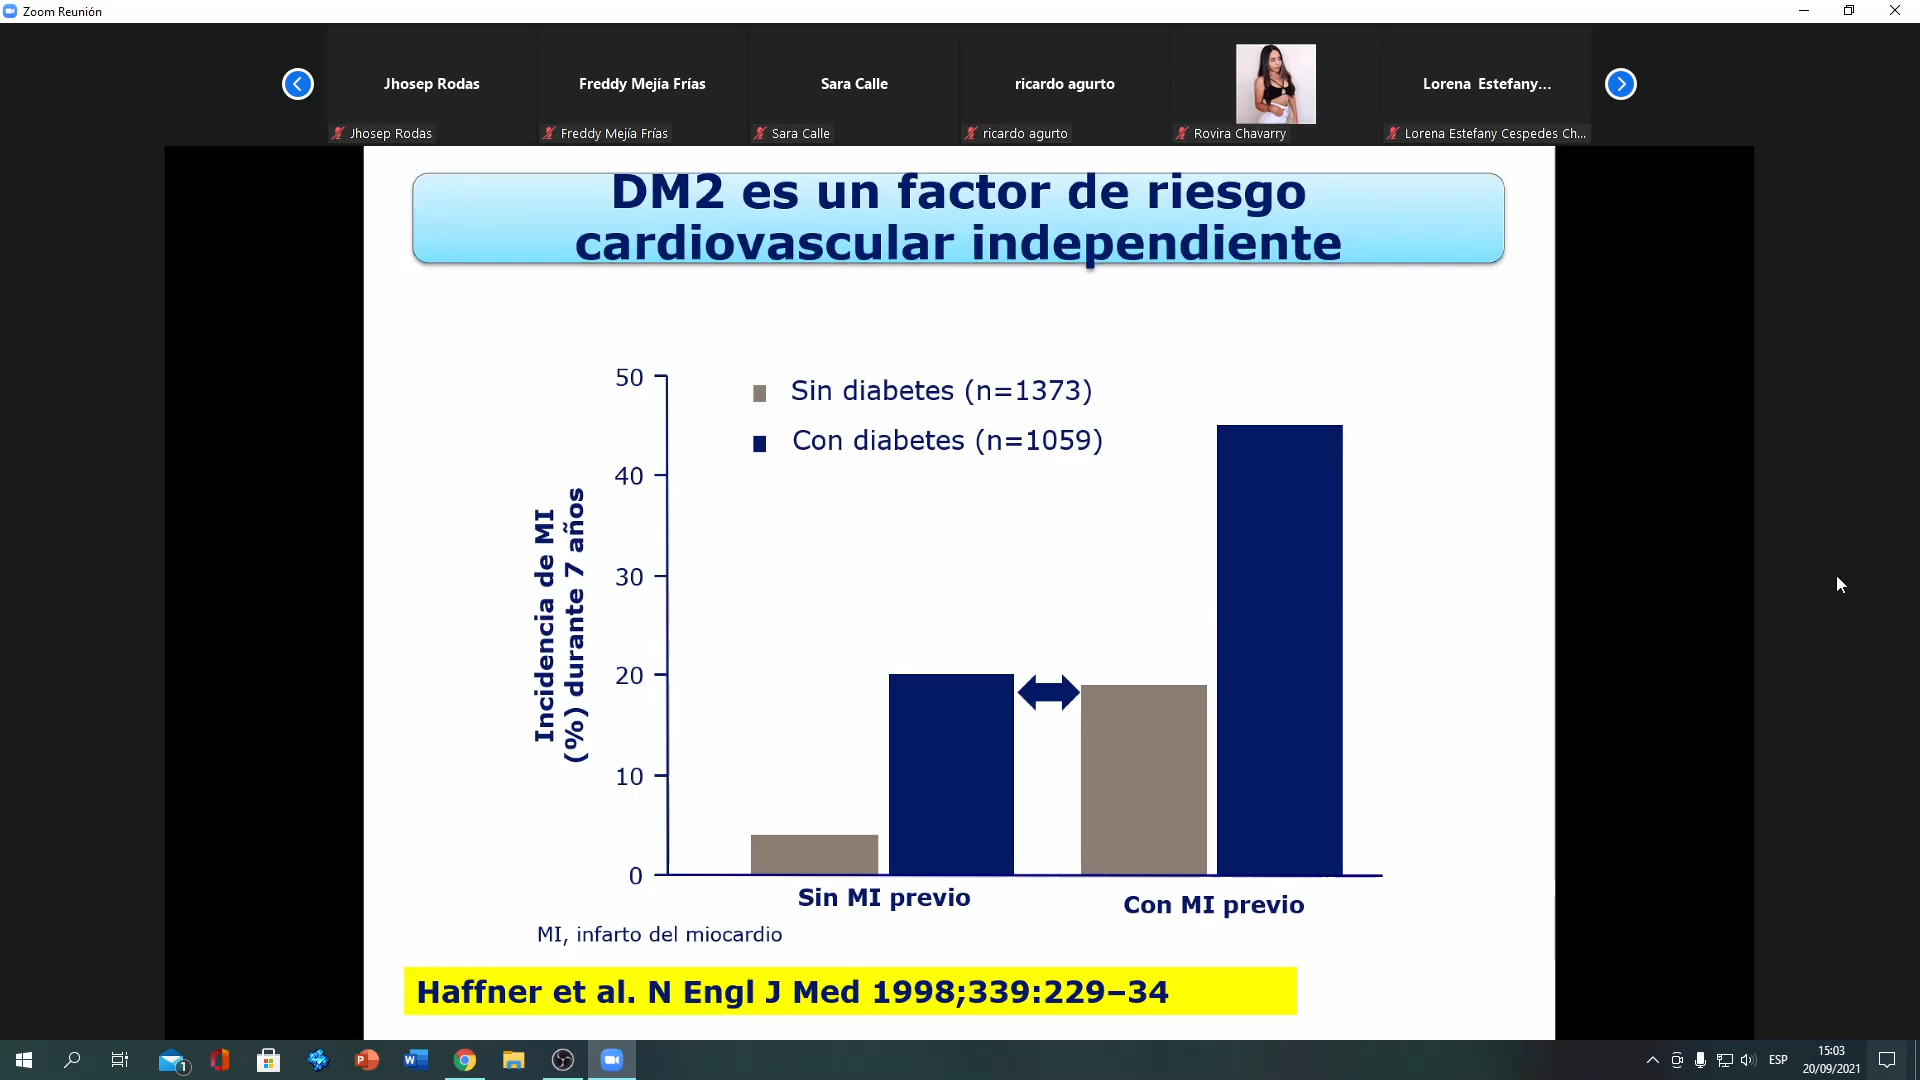 Zoom Reunión
Jhosep Rodas
Freddy Mejía Frías
Sara Calle
ricardo agurto
Lorena Estefany...
Jhosep Rodas
Freddy Mejía Frías
Sara Calle
ricardo agurto
Rovira Chavarry
Lorena Estefany Cespedes Ch...
DM2 es un factor de riesgo
cardiovascular independiente
Sin diabetes (n=1373)
Con diabetes (n=1059)
50
40
30
20
10
0
Incidencia de MI
(%) durante 7 años
Sin MI previo
Con MI previo
MI, infarto del miocardio
Haffner et al. N Engl J Med 1998;339:229–34
1
ESP
15:03
20/09/2021